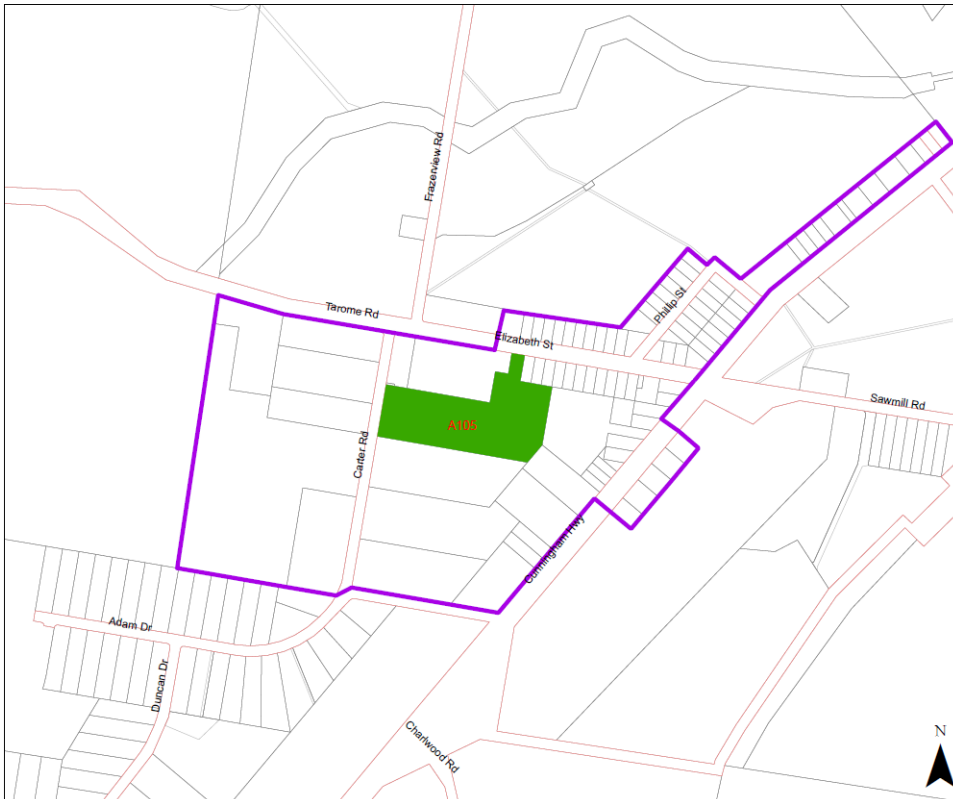 Frazerview Rd
Tarome Rd
Elizabeth St
Phillip St
Sawmill Rd
A105
Carter Rd
Cunningham Hwy
Adam Dr
Duncan Dr
Charlwood Rd
N